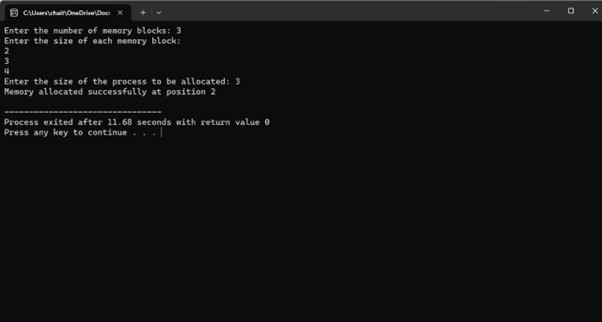 C:\Users\chait\OneDrive\Docu
Enter the number of memory blocks: 3
Enter the size of each memory block:
2
3
4
Enter the size of the process to be allocated: 3
Memory allocated successfully at position 2
--------------------------------
Process exited after 11.68 seconds with return value 0
Press any key to continue . . .